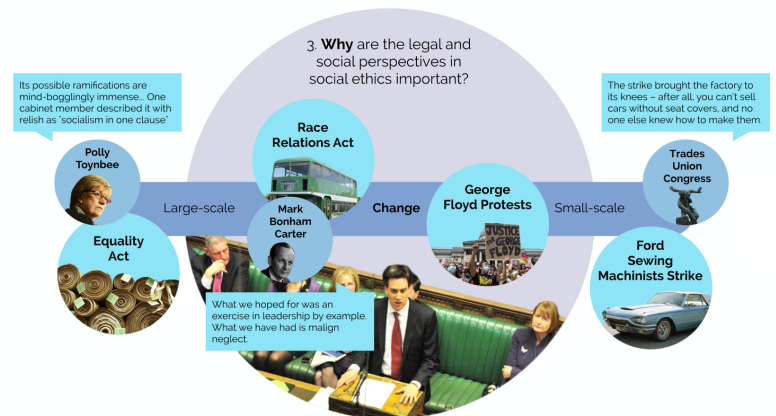 3. Why are the legal and
social perspectives in
social ethics important?
Its possible ramifications are
mind-bogglingly immense... One
cabinet member described it with
relish as "socialism in one clause"
The strike brought the factory to
its knees – after all, you can't sell
cars without seat covers, and no
one else knew how to make them.
Polly
Toynbee
Race
Relations Act
Trades
Union
Congress
Large-scale
Mark
Bonham
Carter
Change
George
Floyd Protests
JUSTICE
FOR GEORGE
FLOYD
Small-scale
Equality
Act
Ford
Sewing
Machinists Strike
What we hoped for was an
exercise in leadership by example.
What we have had is malign
neglect.